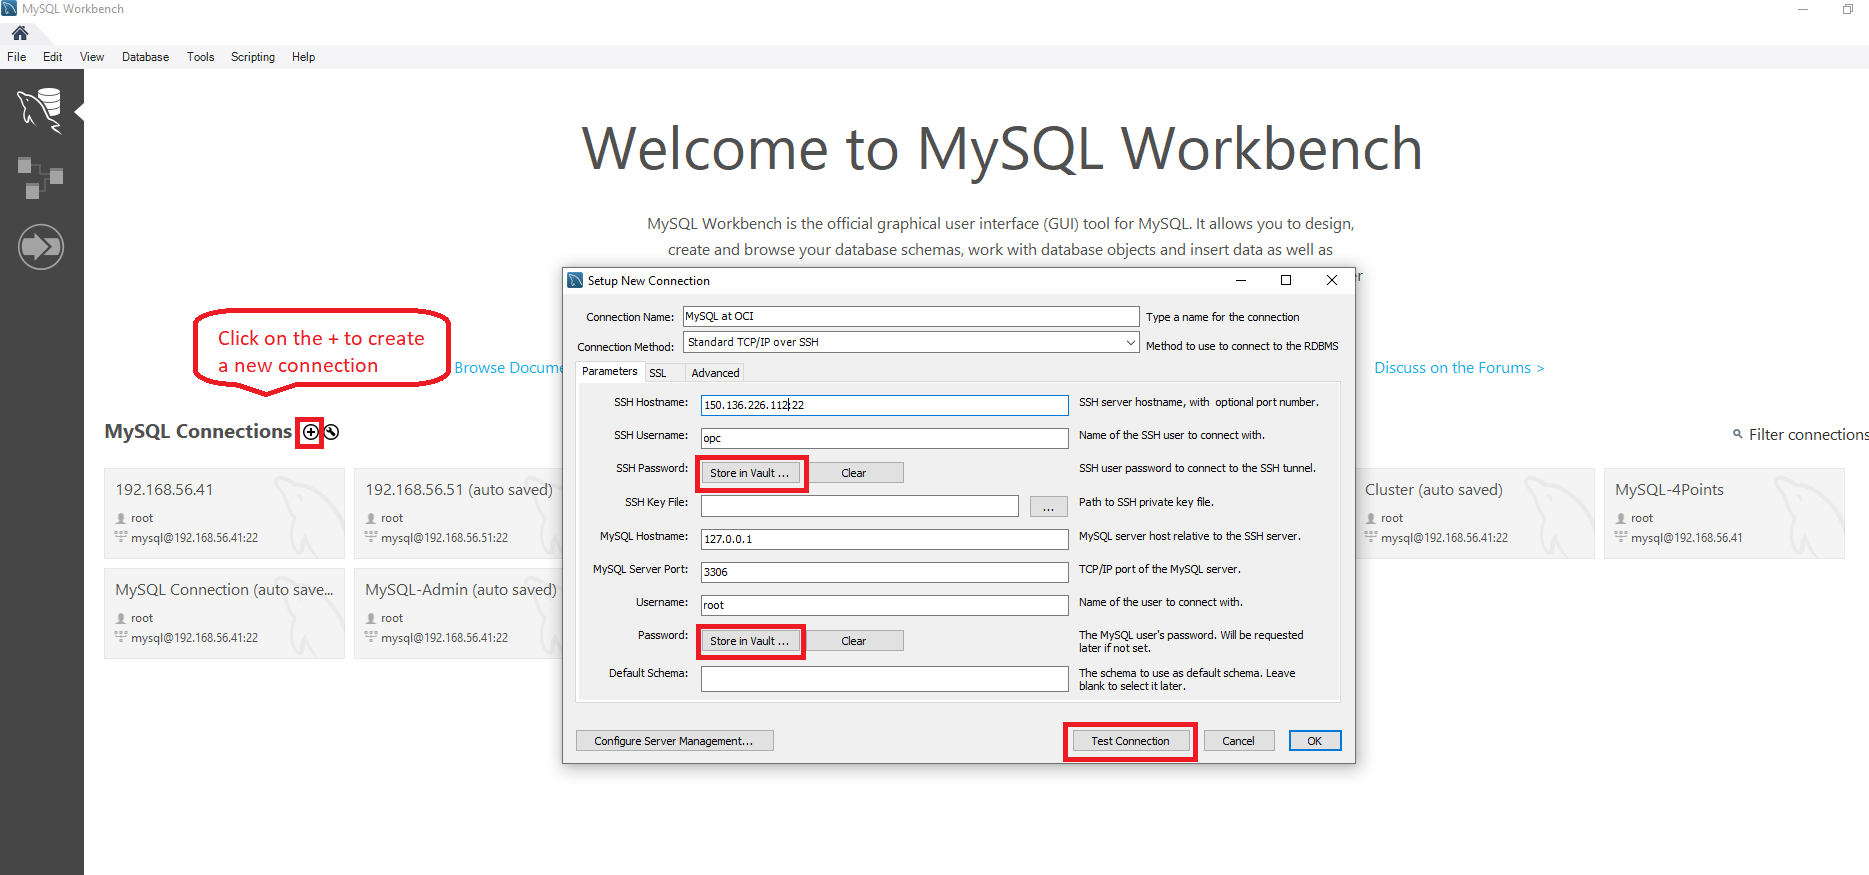 MySQL Workbench
File Edit View Database Tools Scripting Help
Welcome to MySQL Workbench
MySQL Workbench is the official graphical user interface (GUI) tool for MySQL. It allows you to design,
create and browse your database schemas, work with database objects and insert data as well as
Click on the + to create
a new connection
Browse Docume
Discuss on the Forums >
MySQL Connections
Filter connections
192.168.56.41
root
mysql@192.168.56.41:22
192.168.56.51 (auto saved)
root
mysql@192.168.56.51:22
Cluster (auto saved)
root
mysql@192.168.56.41:22
MySQL-4Points
root
mysql@192.168.56.41
MySQL Connection (auto save...
root
mysql@192.168.56.41:22
MySQL-Admin (auto saved)
root
mysql@192.168.56.41:22
Setup New Connection
Connection Name: MySQL at OCI Type a name for the connection
Connection Method: Standard TCP/IP over SSH Method to use to connect to the RDBMS
Parameters SSL Advanced
SSH Hostname: 150.136.226.112:22 SSH server hostname, with optional port number.
SSH Username: opc Name of the SSH user to connect with.
SSH Password: Store in Vault ... Clear SSH user password to connect to the SSH tunnel.
SSH Key File: ... Path to SSH private key file.
MySQL Hostname: 127.0.0.1 MySQL server host relative to the SSH server.
MySQL Server Port: 3306 TCP/IP port of the MySQL server.
Username: root Name of the user to connect with.
Password: Store in Vault ... Clear The MySQL user's password. Will be requested
later if not set.
Default Schema: The schema to use as default schema. Leave
blank to select it later.
Configure Server Management... Test Connection Cancel OK